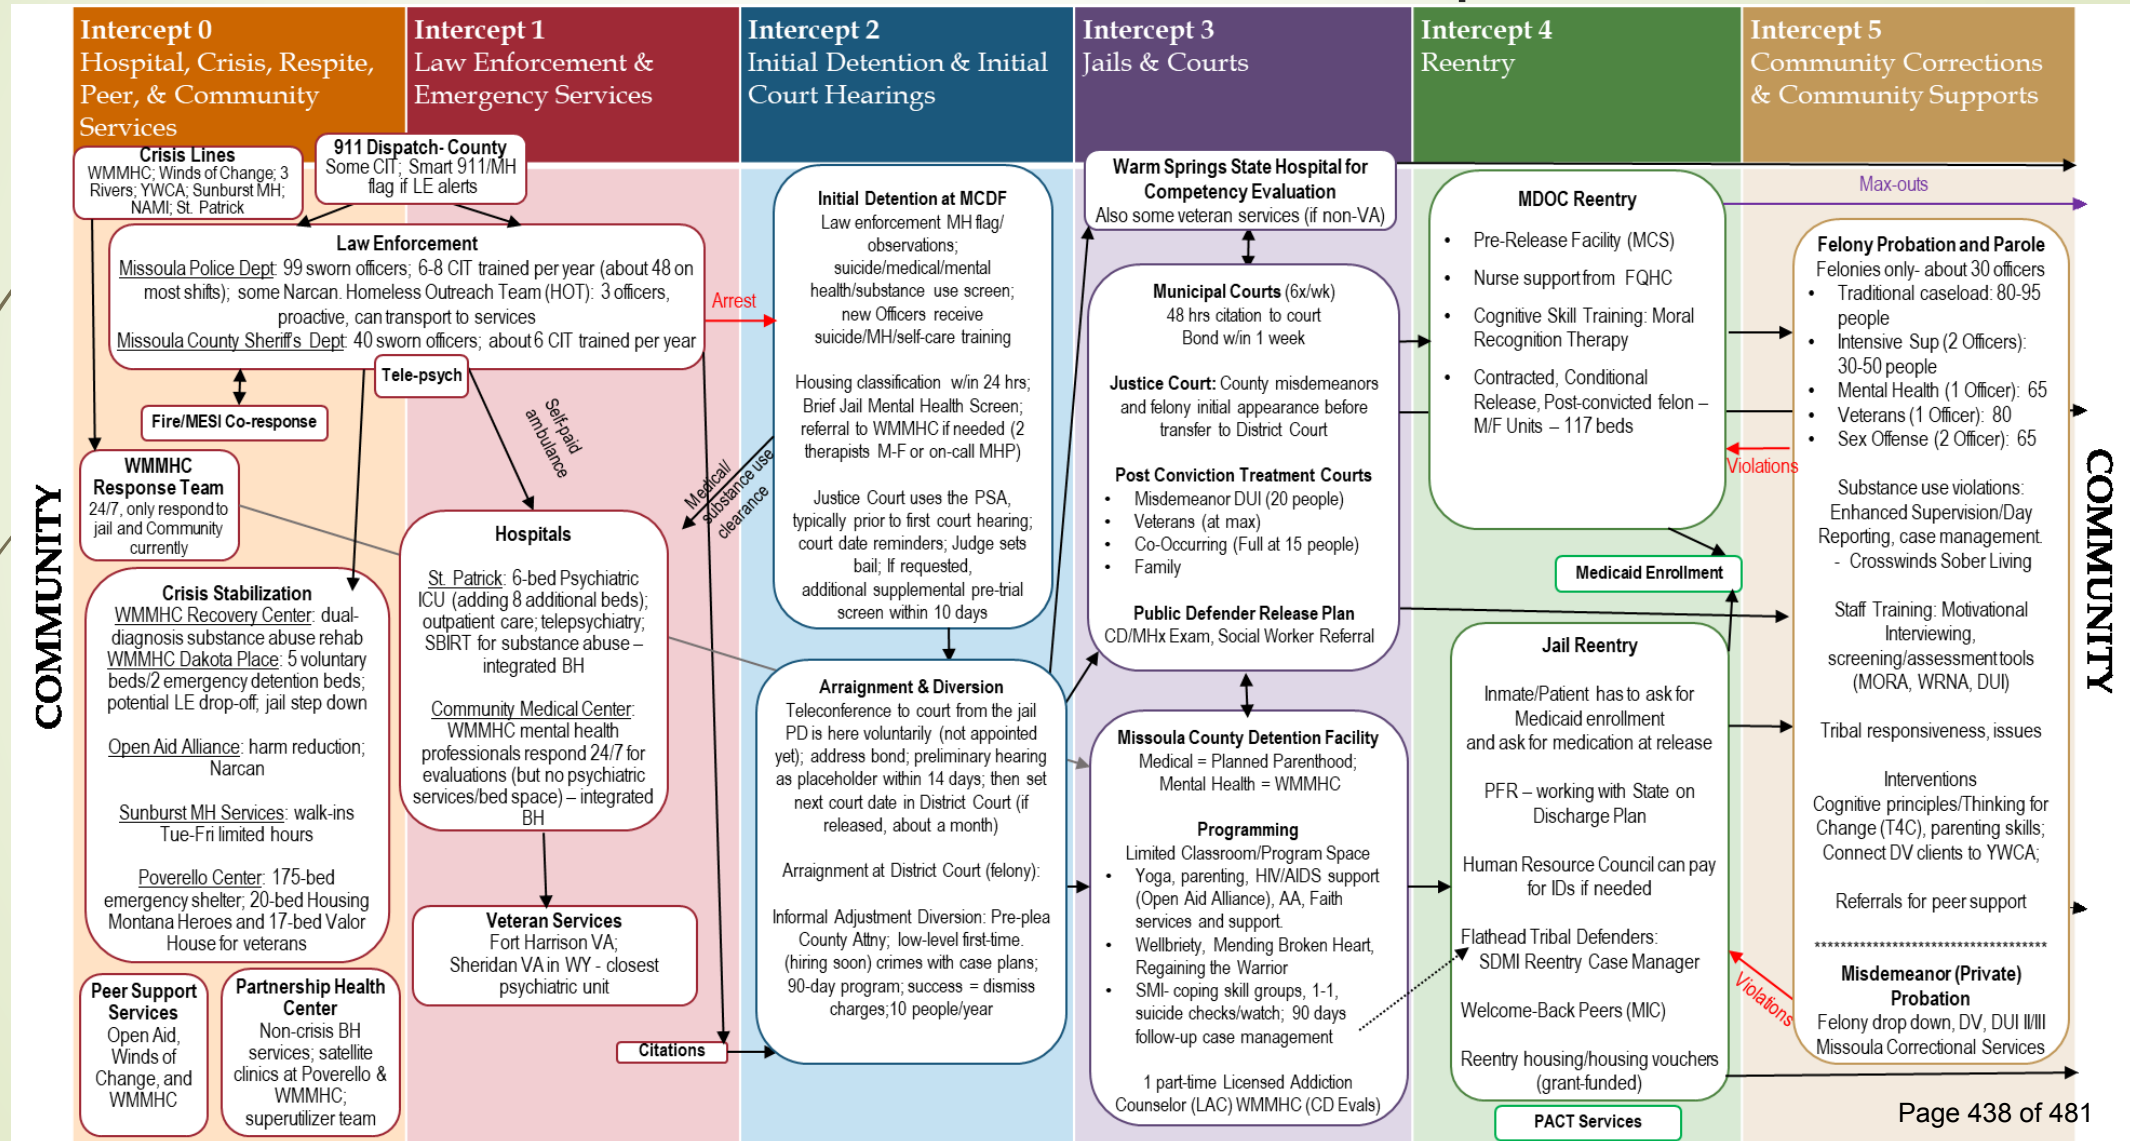 Intercept 0
Hospital, Crisis, Respite,
Peer, & Community
Services
Intercept 1
Law Enforcement &
Emergency Services
Intercept 2
Initial Detention & Initial
Court Hearings
Intercept 3
Jails & Courts
Intercept 4
Reentry
Intercept 5
Community Corrections
& Community Supports
COMMUNITY
Crisis Lines
WMMHC; Winds of Change; 3
Rivers; YWCA; Sunburst MH;
NAMI; St. Patrick
911 Dispatch- County
Some CIT; Smart 911/MH
flag if LE alerts
Law Enforcement
Missoula Police Dept: 99 sworn officers; 6-8 CIT trained per year (about 48 on
most shifts); some Narcan. Homeless Outreach Team (HOT): 3 officers,
proactive, can transport to services
Missoula County Sheriff's Dept: 40 sworn officers; about 6 CIT trained per year
Arrest
Tele-psych
Fire/MESI Co-response
Self-paid
ambulance
WMMHC
Response Team
24/7, only respond to
jail and Community
currently
Crisis Stabilization
WMMHC Recovery Center: dual-
diagnosis substance abuse rehab
WMMHC Dakota Place: 5 voluntary
beds/2 emergency detention beds;
potential LE drop-off; jail step down
Open Aid Alliance: harm reduction;
Narcan
Sunburst MH Services: walk-ins
Tue-Fri limited hours
Poverello Center: 175-bed
emergency shelter; 20-bed Housing
Montana Heroes and 17-bed Valor
House for veterans
Peer Support
Services
Open Aid,
Winds of
Change, and
WMMHC
Partnership Health
Center
Non-crisis BH
services; satellite
clinics at Poverello &
WMMHC;
superutilizer team
Hospitals
St. Patrick: 6-bed Psychiatric
ICU (adding 8 additional beds);
outpatient care; telepsychiatry;
SBIRT for substance abuse –
integrated BH
Community Medical Center:
WMMHC mental health
professionals respond 24/7 for
evaluations (but no psychiatric
services/bed space) – integrated
BH
Veteran Services
Fort Harrison VA;
Sheridan VA in WY - closest
psychiatric unit
Citations
Medical/
substance use
clearance
Initial Detention at MCDF
Law enforcement MH flag/
observations;
suicide/medical/mental
health/substance use screen;
new Officers receive
suicide/MH/self-care training
Housing classification w/in 24 hrs;
Brief Jail Mental Health Screen;
referral to WMMHC if needed (2
therapists M-F or on-call MHP)
Justice Court uses the PSA,
typically prior to first court hearing;
court date reminders; Judge sets
bail; If requested,
additional supplemental pre-trial
screen within 10 days
Arraignment & Diversion
Teleconference to court from the jail
PD is here voluntarily (not appointed
yet); address bond; preliminary hearing
as placeholder within 14 days; then set
next court date in District Court (if
released, about a month)
Arraignment at District Court (felony):
Informal Adjustment Diversion: Pre-plea
County Attny; low-level first-time.
(hiring soon) crimes with case plans;
90-day program; success = dismiss
charges;10 people/year
Warm Springs State Hospital for
Competency Evaluation
Also some veteran services (if non-VA)
Municipal Courts (6x/wk)
48 hrs citation to court
Bond w/in 1 week
Justice Court: County misdemeanors
and felony initial appearance before
transfer to District Court
Post Conviction Treatment Courts
• Misdemeanor DUI (20 people)
• Veterans (at max)
• Co-Occurring (Full at 15 people)
• Family
Public Defender Release Plan
CD/MHx Exam, Social Worker Referral
Missoula County Detention Facility
Medical = Planned Parenthood;
Mental Health = WMMHC
Programming
Limited Classroom/Program Space
• Yoga, parenting, HIV/AIDS support
(Open Aid Alliance), AA, Faith
services and support.
• Wellbriety, Mending Broken Heart,
Regaining the Warrior
• SMI- coping skill groups, 1-1,
suicide checks/watch; 90 days
follow-up case management
1 part-time Licensed Addiction
Counselor (LAC) WMMHC (CD Evals)
MDOC Reentry
• Pre-Release Facility (MCS)
• Nurse support from FQHC
• Cognitive Skill Training: Moral
Recognition Therapy
• Contracted, Conditional
Release, Post-convicted felon –
M/F Units – 117 beds
Medicaid Enrollment
Jail Reentry
Inmate/Patient has to ask for
Medicaid enrollment
and ask for medication at release
PFR – working with State on
Discharge Plan
Human Resource Council can pay
for IDs if needed
Flathead Tribal Defenders:
SDMI Reentry Case Manager
Welcome-Back Peers (MIC)
Reentry housing/housing vouchers
(grant-funded)
PACT Services
Max-outs
Violations
Violations
Felony Probation and Parole
Felonies only- about 30 officers
• Traditional caseload: 80-95
people
• Intensive Sup (2 Officers):
30-50 people
• Mental Health (1 Officer): 65
• Veterans (1 Officer): 80
• Sex Offense (2 Officer): 65
Substance use violations:
Enhanced Supervision/Day
Reporting, case management.
- Crosswinds Sober Living
Staff Training: Motivational
Interviewing,
screening/assessment tools
(MORA, WRNA, DUI)
Tribal responsiveness, issues
Interventions
Cognitive principles/Thinking for
Change (T4C), parenting skills;
Connect DV clients to YWCA;
Referrals for peer support
************************************
Misdemeanor (Private)
Probation
Felony drop down, DV, DUI II/III
Missoula Correctional Services
COMMUNITY
Page 438 of 481